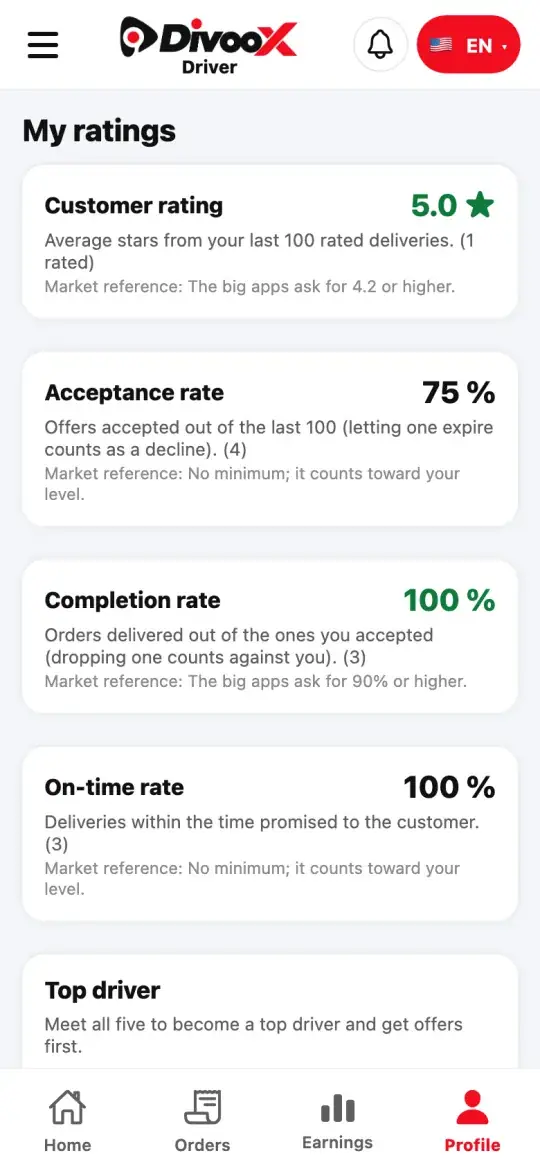 DivooX
Driver
EN
My ratings
Customer rating
5.0 ★
Average stars from your last 100 rated deliveries. (1
rated)
Market reference: The big apps ask for 4.2 or higher.
Acceptance rate
75 %
Offers accepted out of the last 100 (letting one expire
counts as a decline). (4)
Market reference: No minimum; it counts toward your
level.
Completion rate
100 %
Orders delivered out of the ones you accepted
(dropping one counts against you). (3)
Market reference: The big apps ask for 90% or higher.
On-time rate
100 %
Deliveries within the time promised to the customer.
(3)
Market reference: No minimum; it counts toward your
level.
Top driver
Meet all five to become a top driver and get offers
first.
Home
Orders
Earnings
Profile